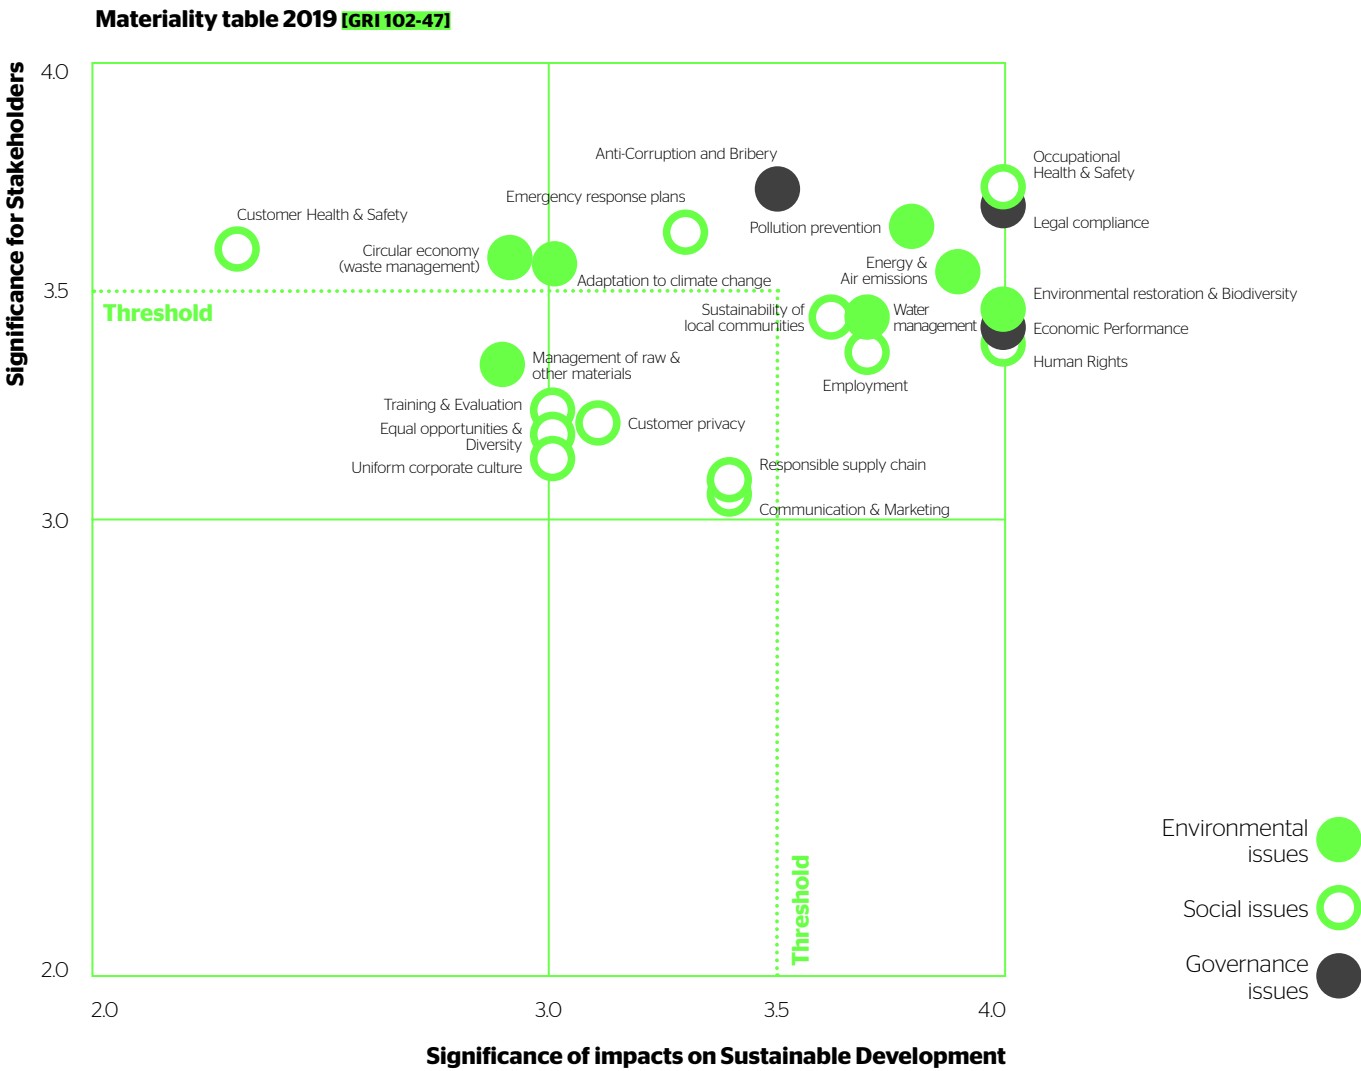 Materiality table 2019 [GRI 102-47]
Significance for Stakeholders
4.0
3.5
3.0
2.0
Anti-Corruption and Bribery
Occupational
Health & Safety
Emergency response plans
Customer Health & Safety
Pollution prevention
Legal compliance
Circular economy
(waste management)
Energy &
Air emissions
Adaptation to climate change
Environmental restoration & Biodiversity
Threshold
Sustainability of
local communities
Water
management
Economic Performance
Management of raw &
other materials
Human Rights
Employment
Training & Evaluation
Equal opportunities &
Diversity
Customer privacy
Uniform corporate culture
Responsible supply chain
Communication & Marketing
Threshold
Environmental
issues
Social issues
Governance
issues
2.0
3.0
3.5
4.0
Significance of impacts on Sustainable Development